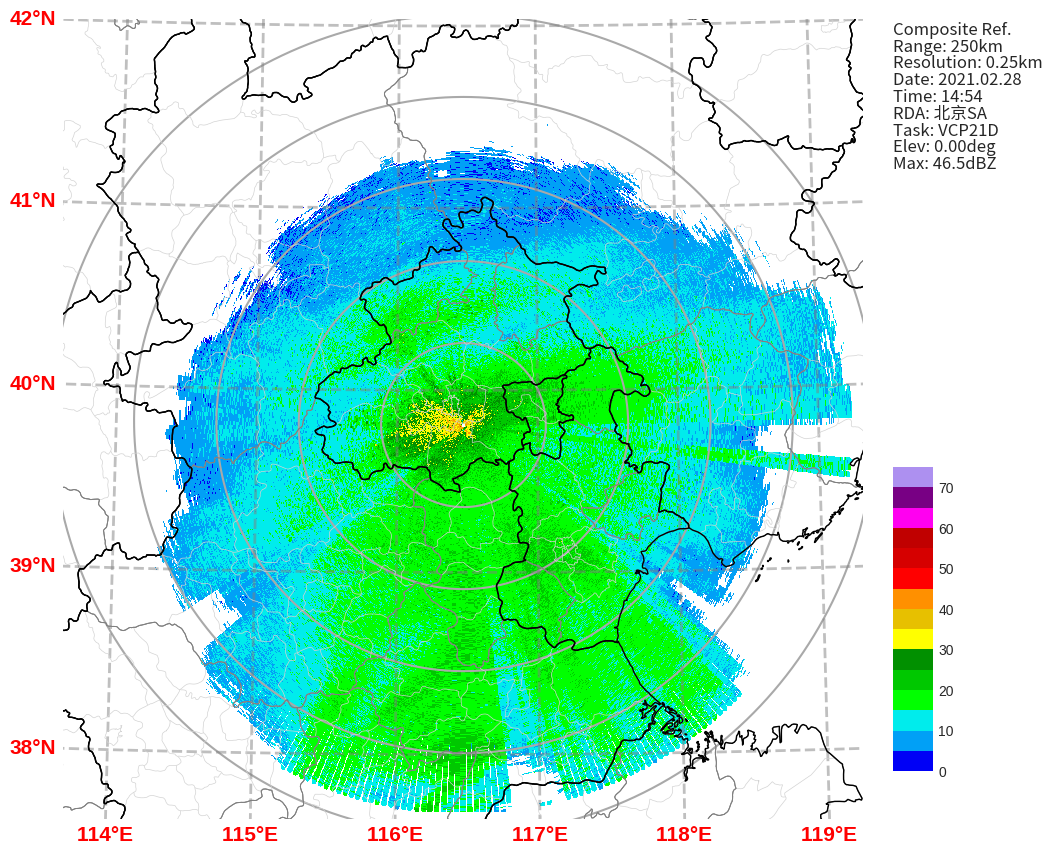 42°N
41°N
40°N
39°N
38°N
114°E
115°E
116°E
117°E
118°E
119°E
Composite Ref.
Range: 250km
Resolution: 0.25km
Date: 2021.02.28
Time: 14:54
RDA: 北京SA
Task: VCP21D
Elev: 0.00deg
Max: 46.5dBZ
70
60
50
40
30
20
10
0